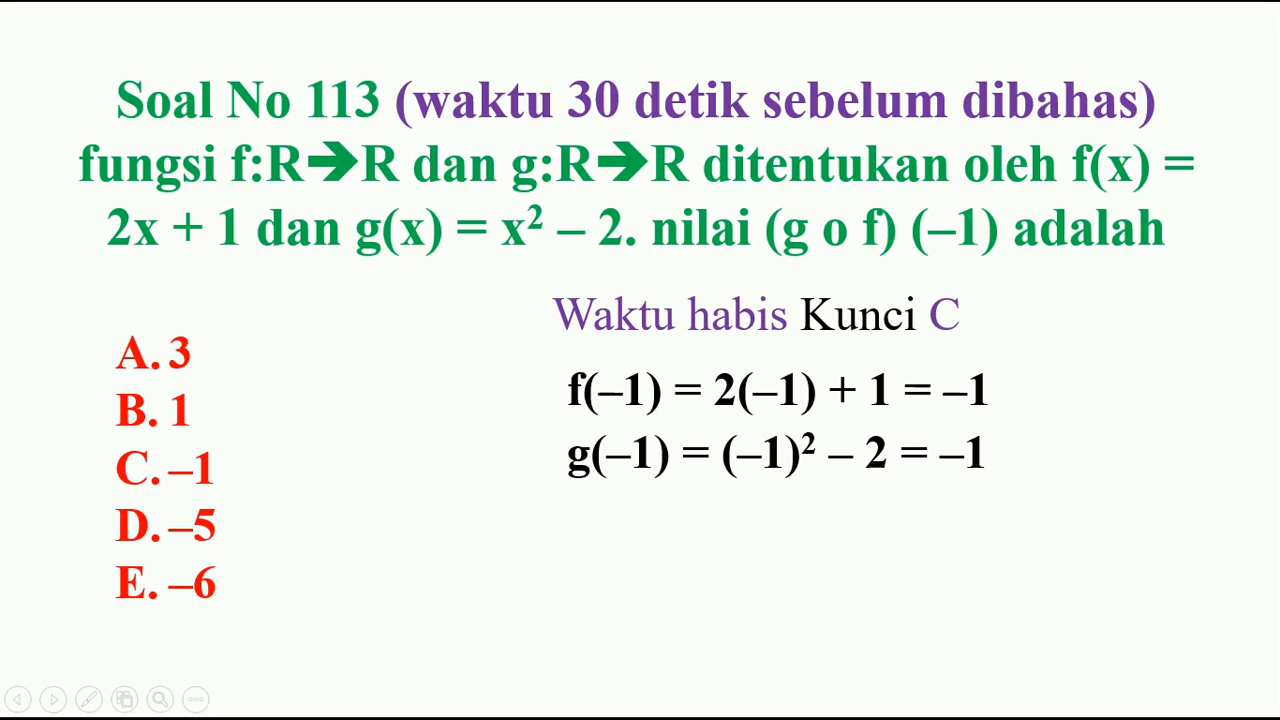 Soal No 113 (waktu 30 detik sebelum dibahas)
fungsi f:R➔R dan g:R➔R ditentukan oleh f(x) =
2x + 1 dan g(x) = x² – 2. nilai (g o f) (–1) adalah
Waktu habis Kunci C
A. 3
B. 1
C. –1
D. –5
E. –6
f(–1) = 2(–1) + 1 = –1
g(–1) = (–1)² – 2 = –1